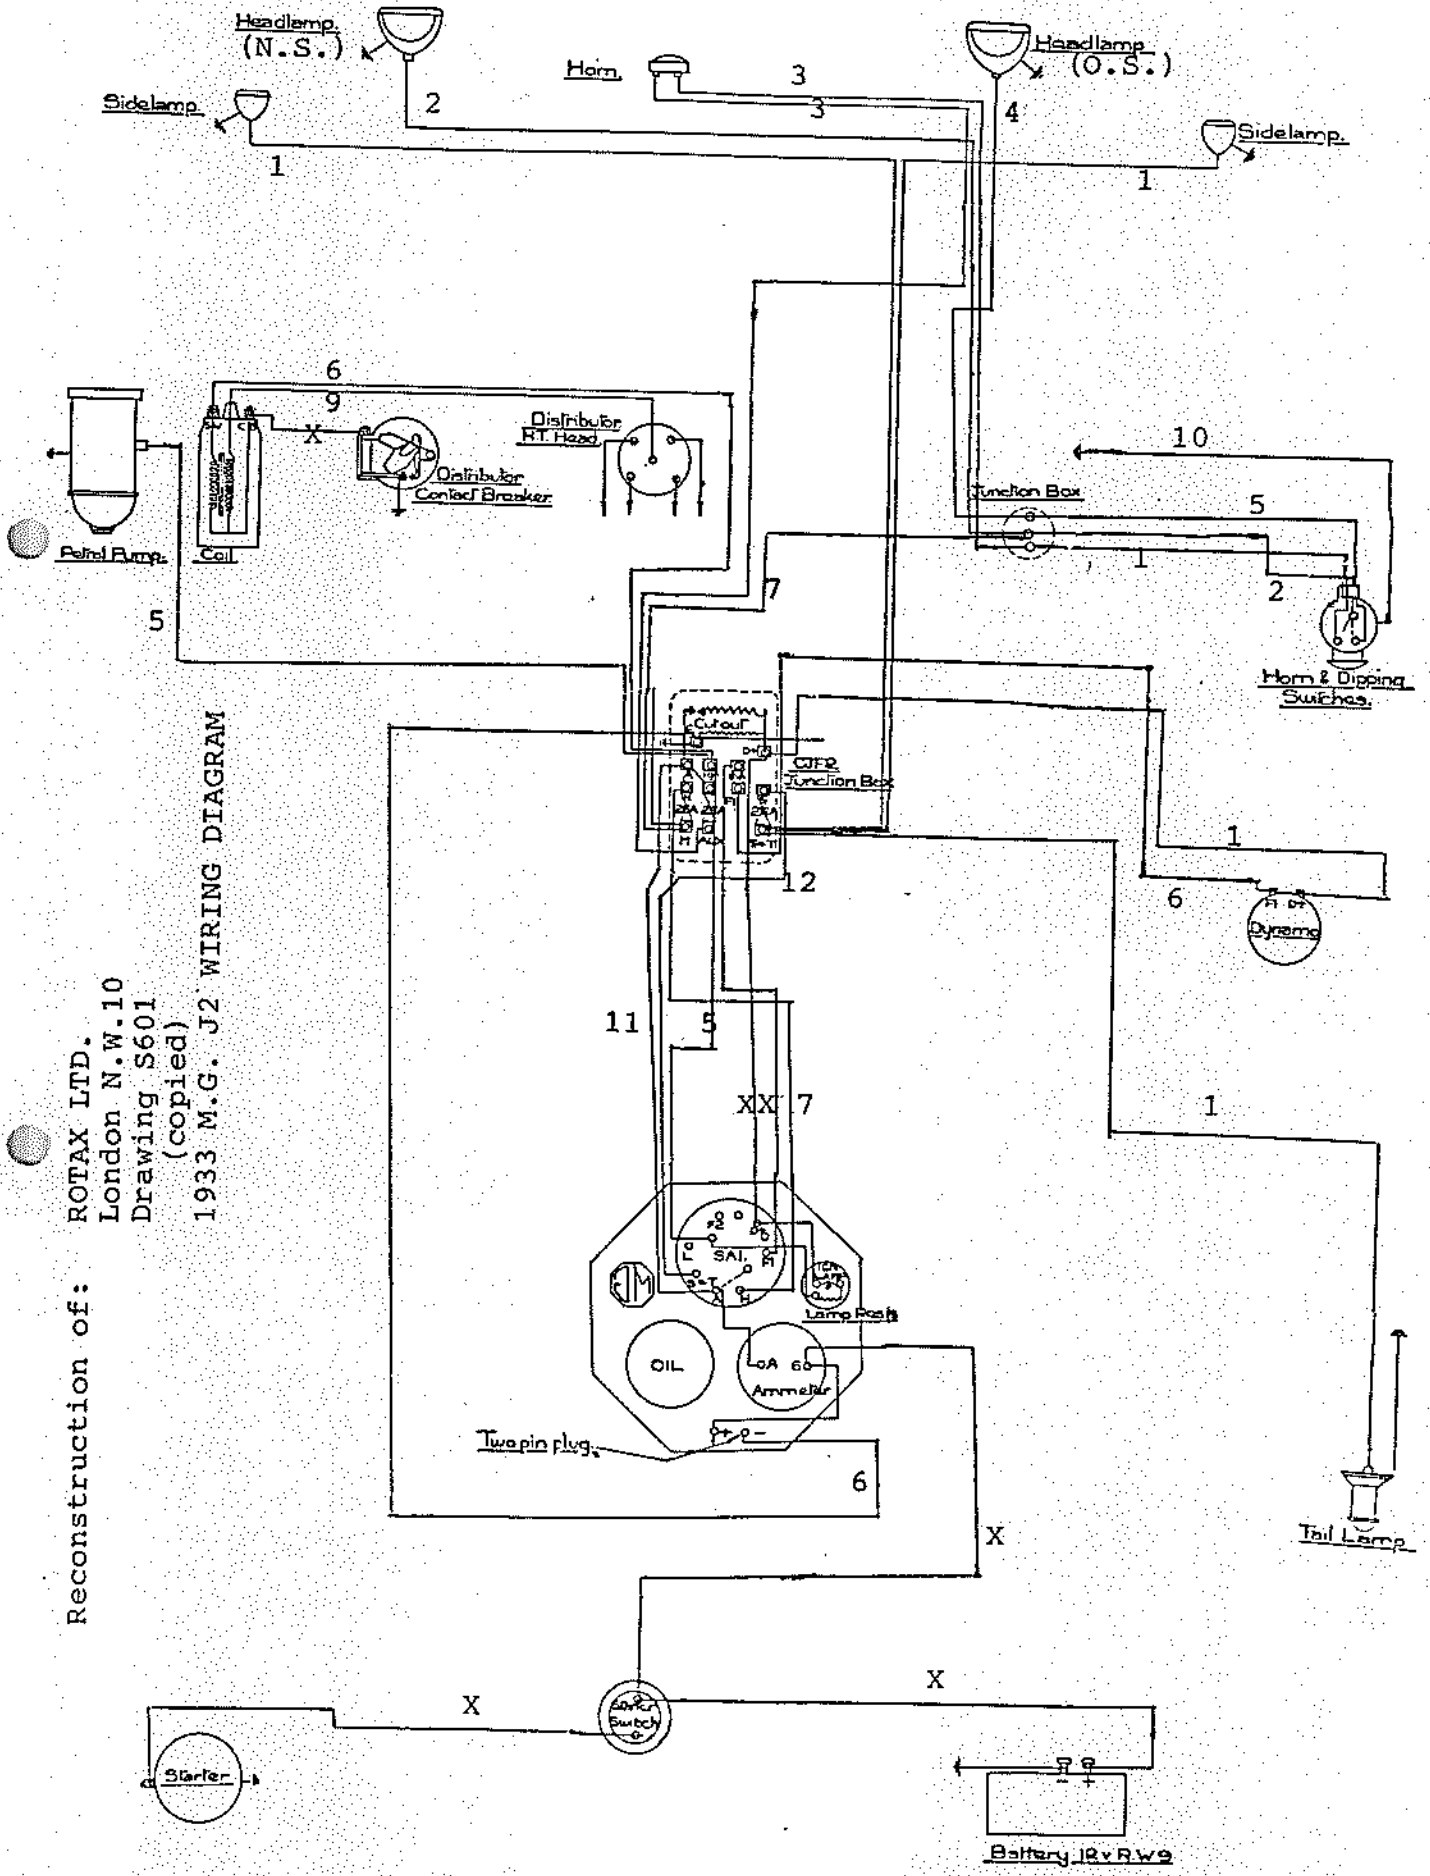 Headlamp.
(N.S.)
Horn.
3
3
Headlamp
(O.S.)
Sidelamp.
2
4
Sidelamp.
1
1
6
9
X
Distributor
H.T. Head.
10
Distributor
Contact Breaker
Junction Box
5
Petrol Pump.
Coil
1
2
7
5
Horn & Dipping
Switches.
Cutout
CJF2
Junction Box
1
6
12
Dynamo
11
5
XX
7
1
L
SA1.
F1
A
H
Lamp Posts
OIL
A
Ammeter
Two pin plug.
+
-
6
X
Tail Lamp
X
X
Switch
Starter
-
+
Battery 12v R.W9
Reconstruction of: ROTAX LTD.
London N.W.10
Drawing S601
(copied)
1933 M.G. J2 WIRING DIAGRAM